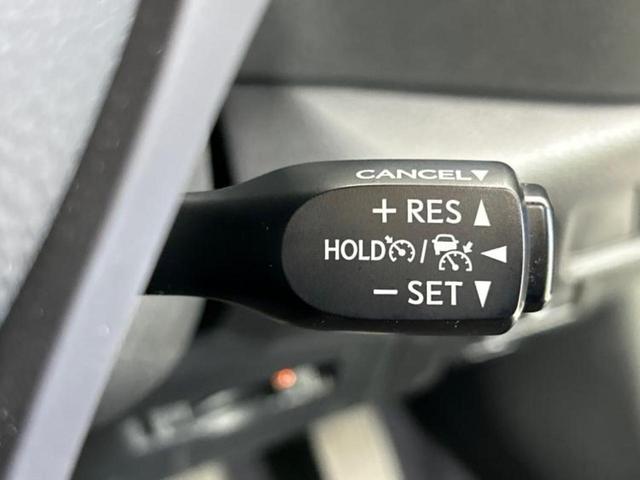 CANCEL▼
+ RES ▲
HOLD / ◀
− SET ▼